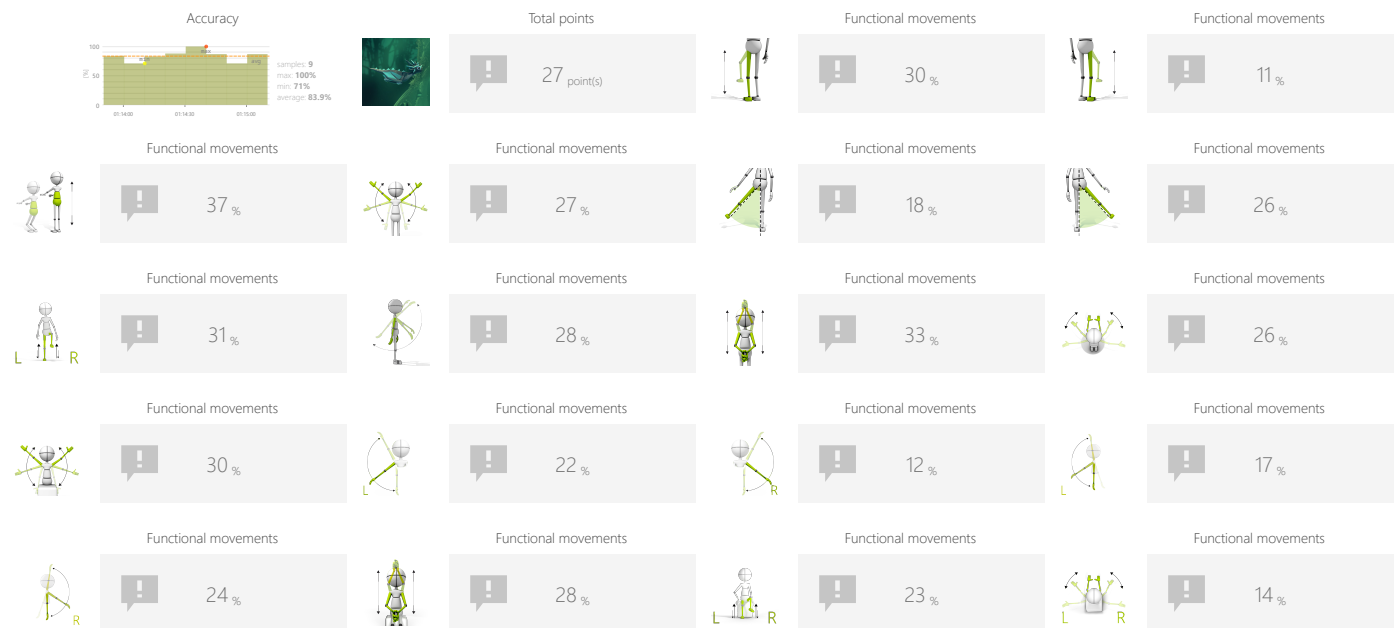 Accuracy
Total points
Functional movements
Functional movements
100
50
0
[%]
max
min
avg
01:14:00
01:14:30
01:15:00
samples: 9
max: 100%
min: 71%
average: 83.9%
27 point(s)
30 %
11 %
Functional movements
Functional movements
Functional movements
Functional movements
37 %
27 %
18 %
26 %
Functional movements
Functional movements
Functional movements
Functional movements
L R
31 %
28 %
33 %
26 %
Functional movements
Functional movements
Functional movements
Functional movements
30 %
L
22 %
R
12 %
L
17 %
Functional movements
Functional movements
Functional movements
Functional movements
R
24 %
28 %
L R
23 %
L R
14 %